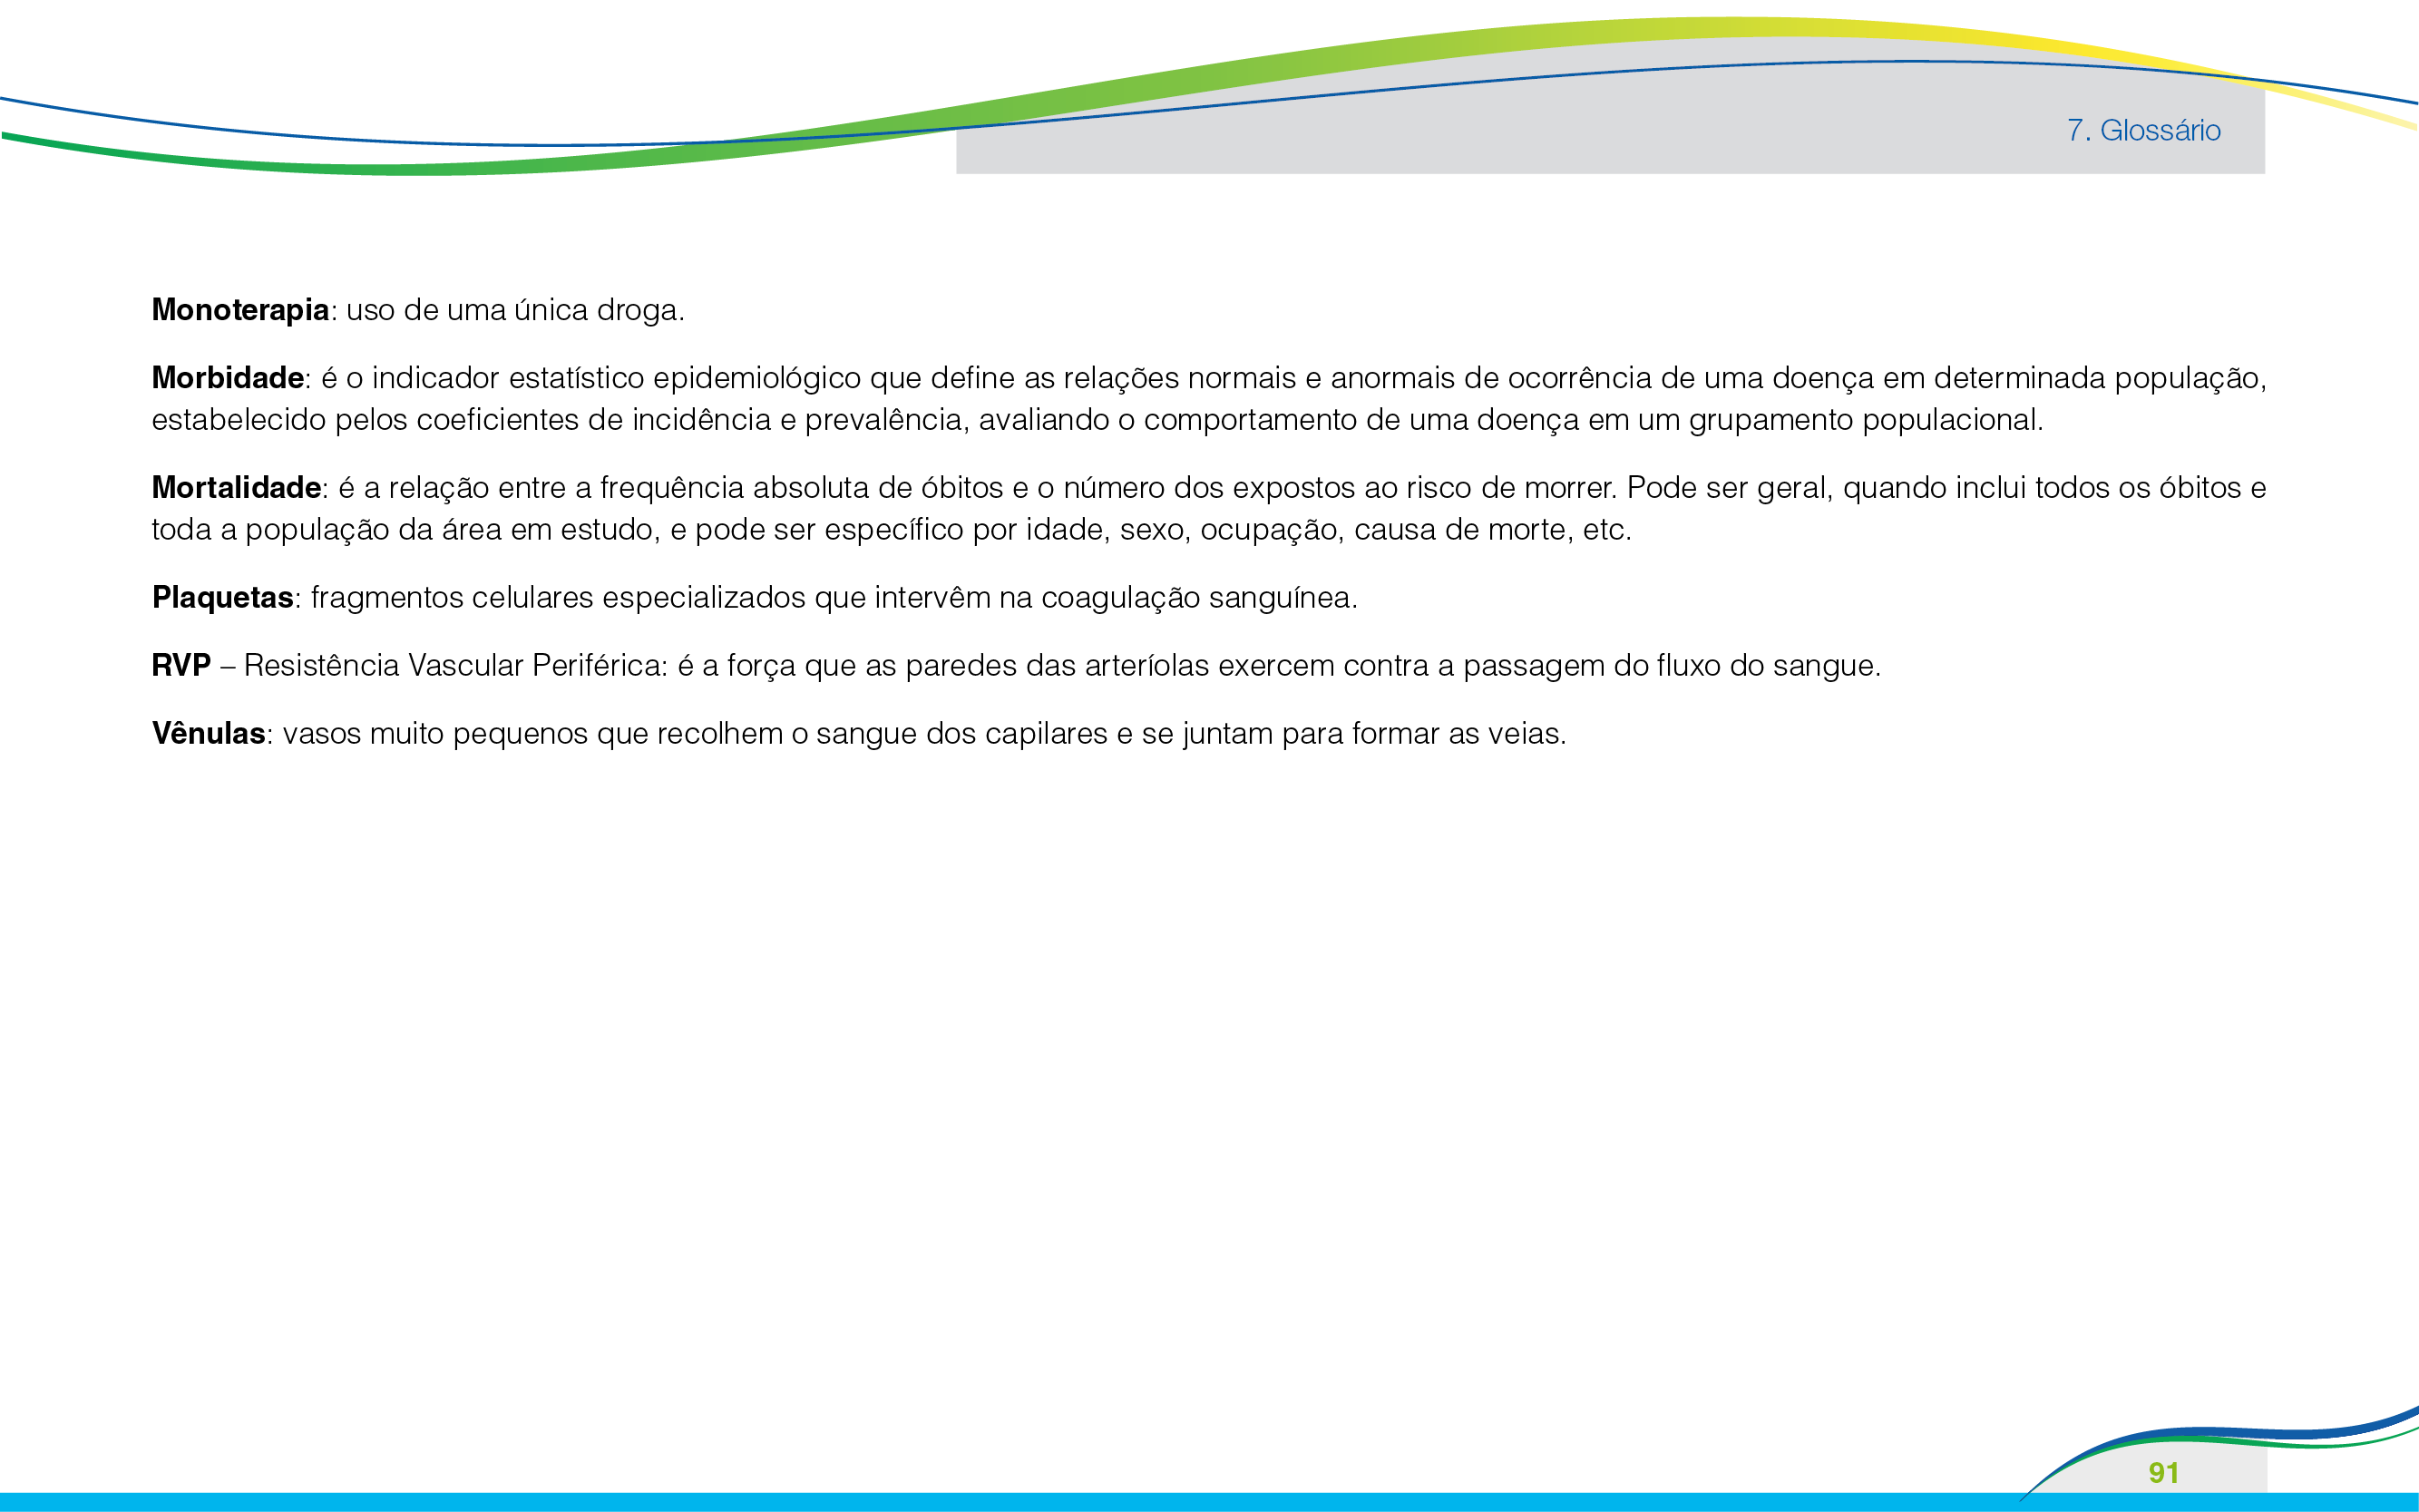 7. Glossário
Monoterapia: uso de uma única droga.
Morbidade: é o indicador estatístico epidemiológico que define as relações normais e anormais de ocorrência de uma doença em determinada população,
estabelecido pelos coeficientes de incidência e prevalência, avaliando o comportamento de uma doença em um grupamento populacional.
Mortalidade: é a relação entre a frequência absoluta de óbitos e o número dos expostos ao risco de morrer. Pode ser geral, quando inclui todos os óbitos e
toda a população da área em estudo, e pode ser específico por idade, sexo, ocupação, causa de morte, etc.
Plaquetas: fragmentos celulares especializados que intervêm na coagulação sanguínea.
RVP – Resistência Vascular Periférica: é a força que as paredes das arteríolas exercem contra a passagem do fluxo do sangue.
Vênulas: vasos muito pequenos que recolhem o sangue dos capilares e se juntam para formar as veias.
91